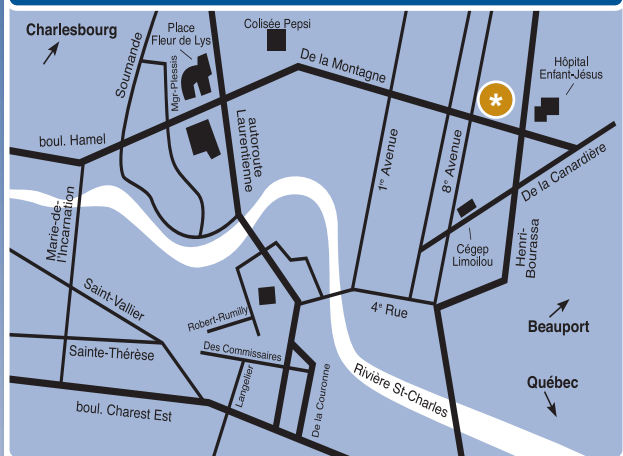 Charlesbourg
Soumande
Place
Fleur de Lys
Mgr-Plessis
Colisée Pepsi
De la Montagne
Hôpital
Enfant-Jésus
*
boul. Hamel
autoroute
Laurentienne
1re Avenue
8e Avenue
De la Canardière
Marie-de-
l'Incarnation
Cégep
Limoilou
Henri-
Bourassa
Saint-Vallier
Robert-Rumilly
4e Rue
Beauport
Sainte-Thérèse
Des Commissaires
Langelier
De la Couronne
Rivière St-Charles
Québec
boul. Charest Est